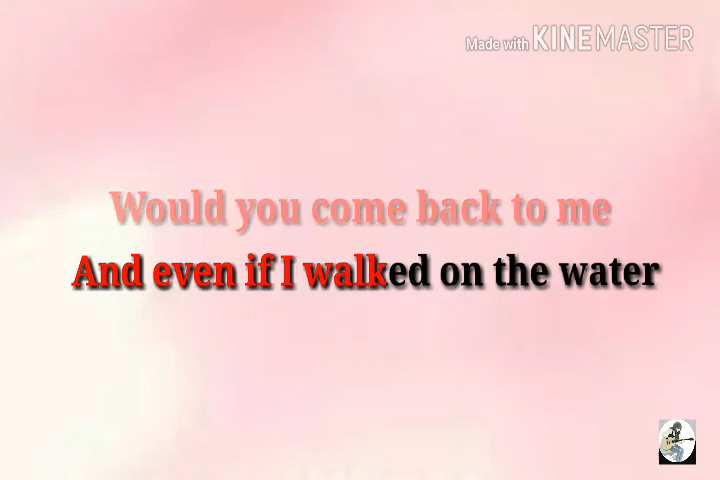 Made with KINEMASTER
Would you come back to me
And even if I walked on the water